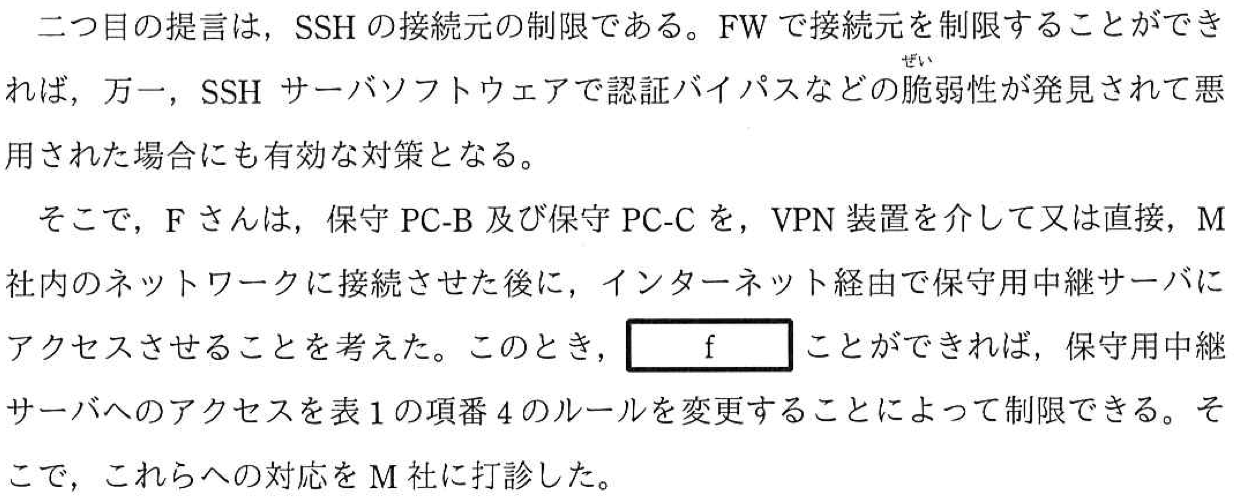 二つ目の提言は，SSH の接続元の制限である。FW で接続元を制限することができ
ぜい
れば，万一，SSH サーバソフトウェアで認証バイパスなどの脆弱性が発見されて悪
用された場合にも有効な対策となる。
そこで，F さんは，保守 PC-B 及び保守 PC-C を，VPN 装置を介して又は直接，M
社内のネットワークに接続させた後に，インターネット経由で保守用中継サーバに
アクセスさせることを考えた。このとき， f ことができれば，保守用中継
サーバへのアクセスを表 1 の項番 4 のルールを変更することによって制限できる。そ
こで，これらへの対応を M 社に打診した。